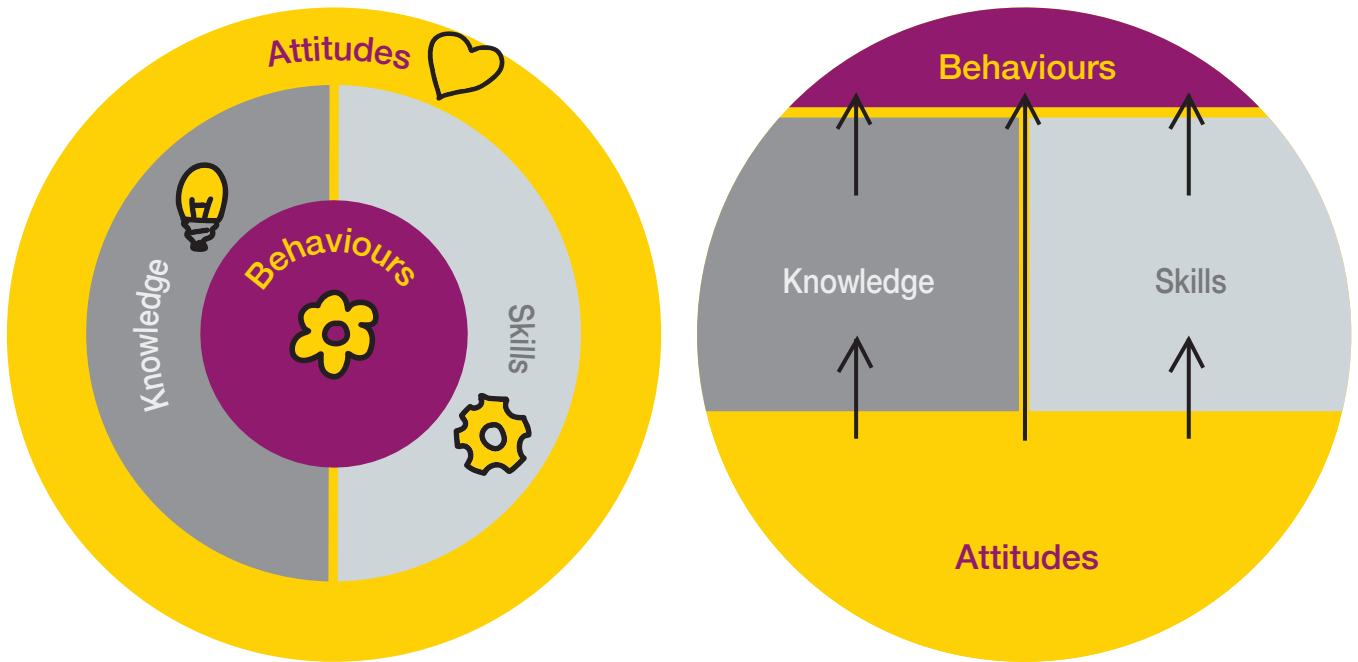 Attitudes
Knowledge
Behaviours
Skills
Behaviours
Knowledge
Skills
Attitudes